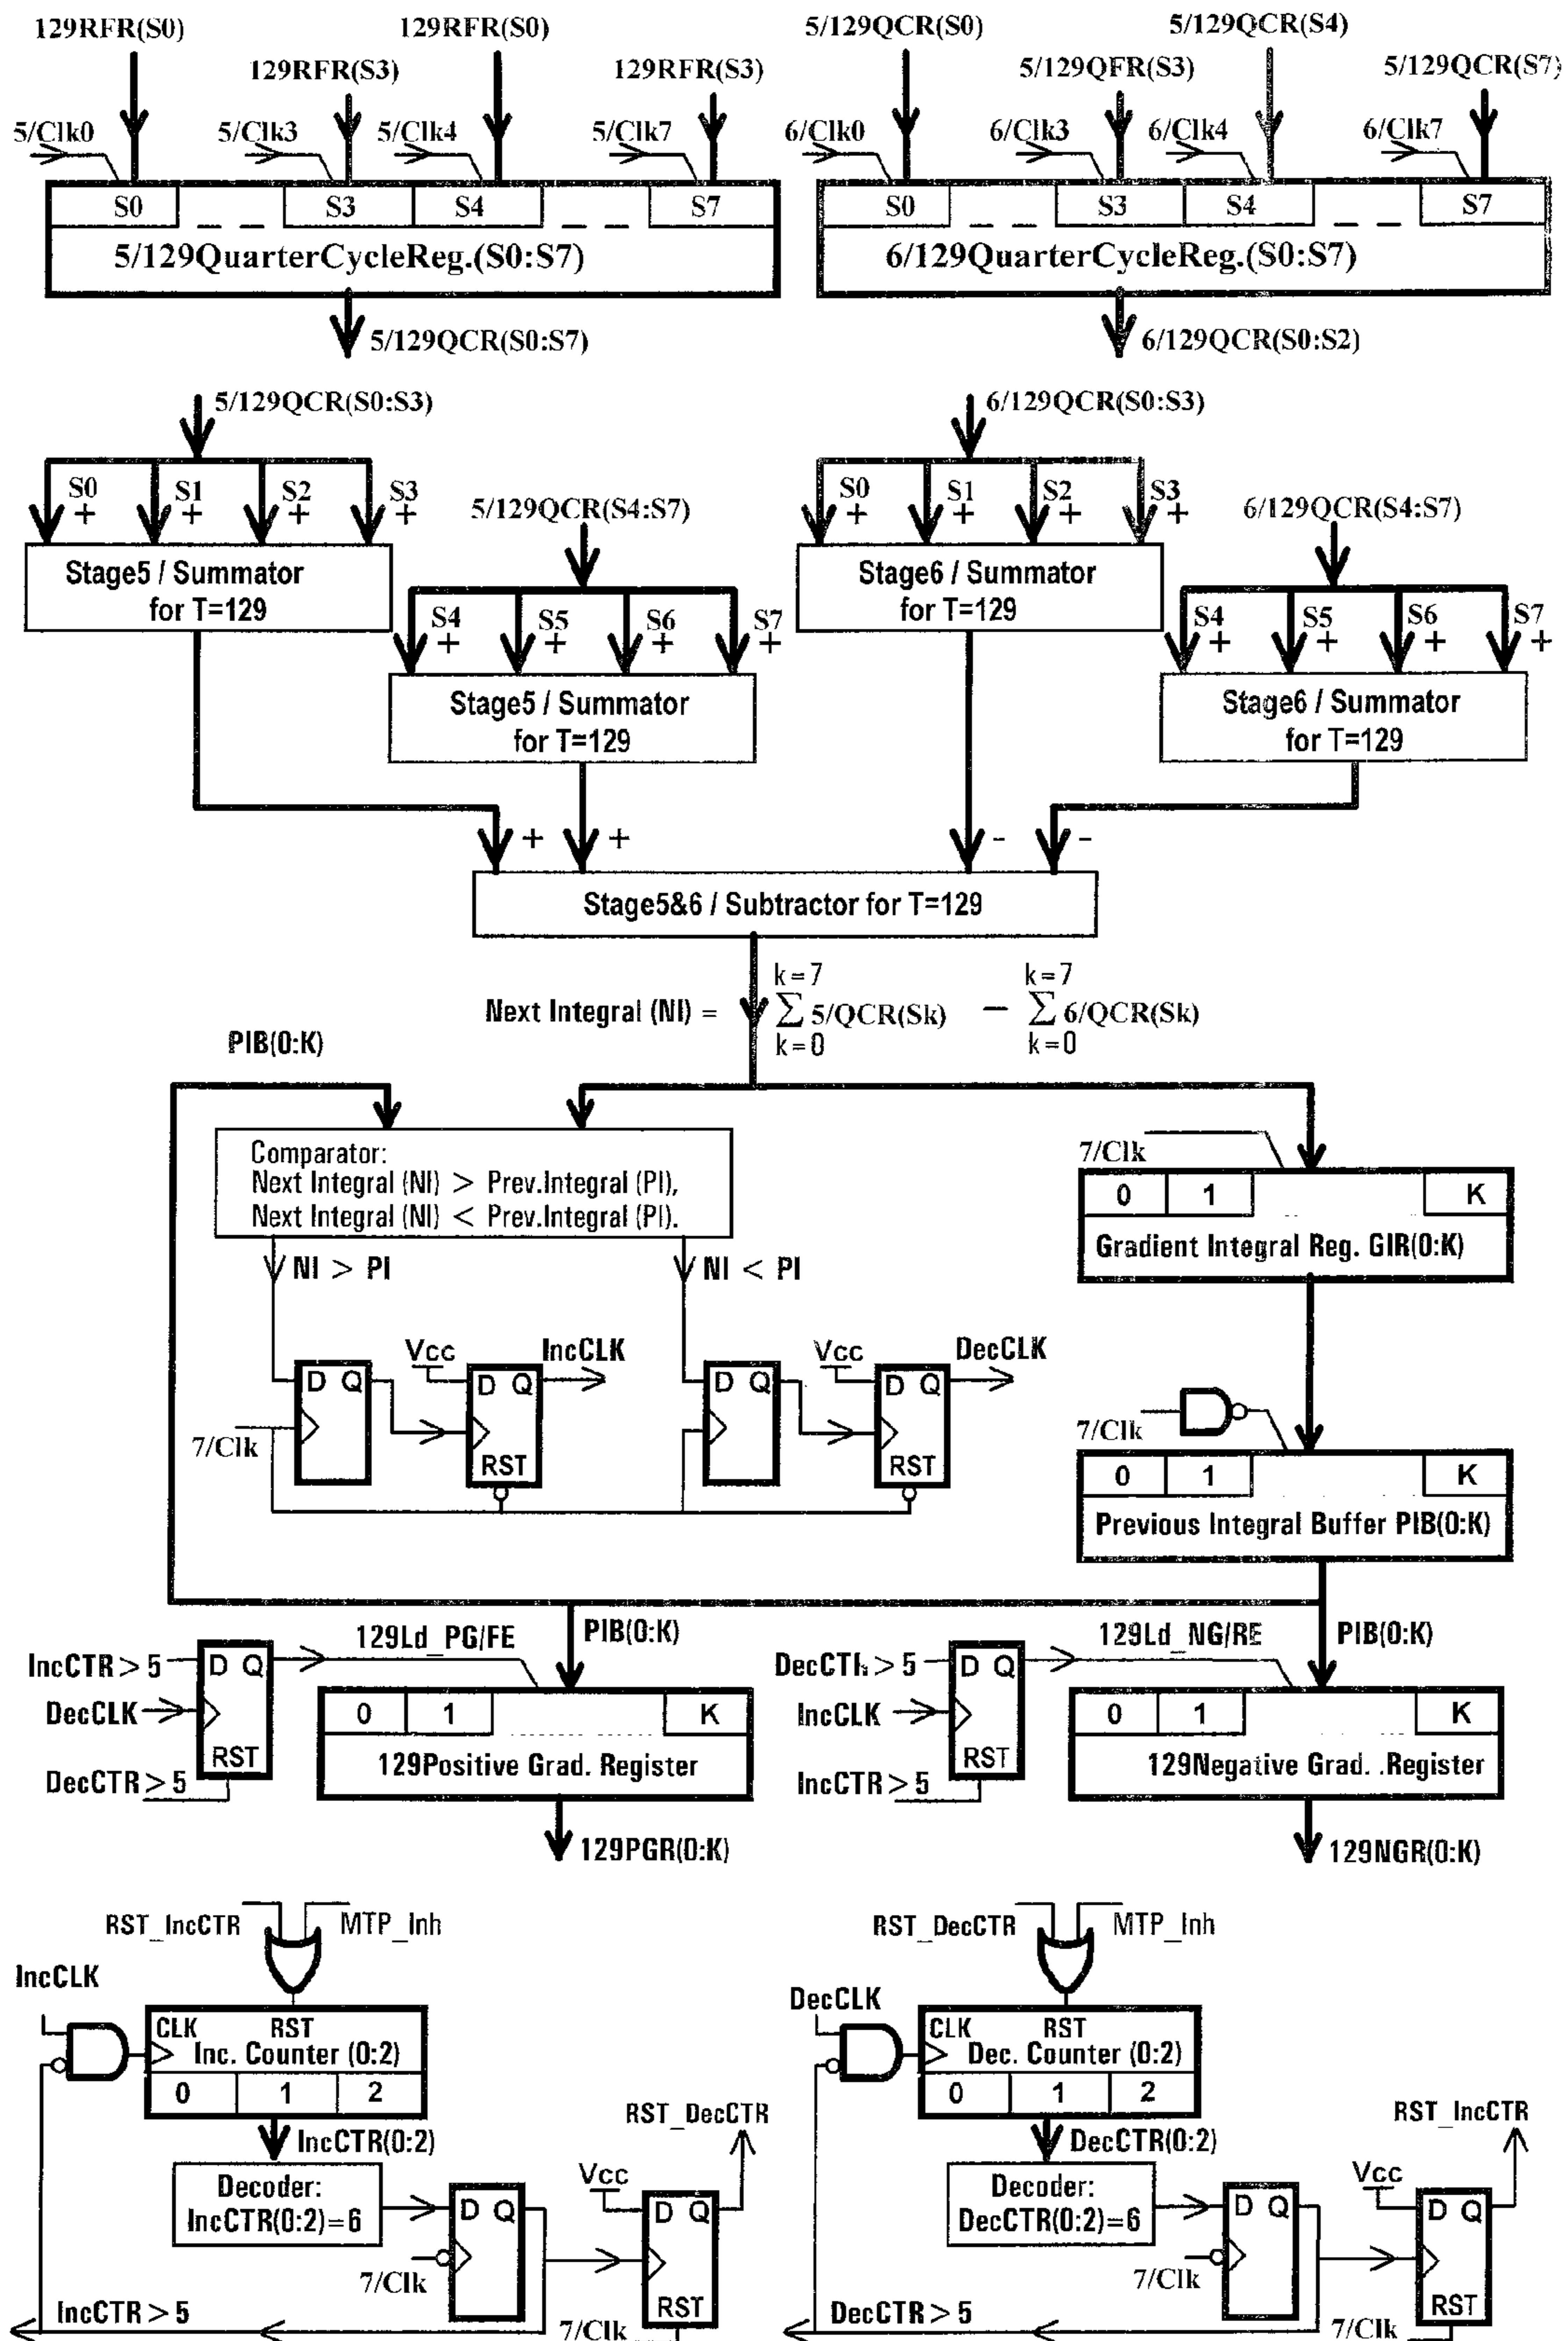 129RFR(S0)
129RFR(S3)
129RFR(S0)
129RFR(S3)
5/Clk0
5/Clk3
5/Clk4
5/Clk7
S0
S3
S4
S7
5/129QuarterCycleReg.(S0:S7)
5/129QCR(S0:S7)
5/129QCR(S0)
5/129QFR(S3)
5/129QCR(S4)
5/129QCR(S7)
6/Clk0
6/Clk3
6/Clk4
6/Clk7
S0
S3
S4
S7
6/129QuarterCycleReg.(S0:S7)
6/129QCR(S0:S2)
5/129QCR(S0:S3)
S0
+
S1
+
S2
+
S3
+
Stage5 / Summator
for T=129
5/129QCR(S4:S7)
S4
+
S5
+
S6
+
S7
+
Stage5 / Summator
for T=129
6/129QCR(S0:S3)
S0
+
S1
+
S2
+
S3
+
Stage6 / Summator
for T=129
6/129QCR(S4:S7)
S4
+
S5
+
S6
+
S7
+
Stage6 / Summator
for T=129
+
+
-
-
Stage5&6 / Subtractor for T=129
k=7
k=7
Next Integral (NI) = ∑ 5/QCR(Sk) − ∑ 6/QCR(Sk)
k=0
k=0
PIB(0:K)
Comparator:
Next Integral (NI) > Prev.Integral (PI),
Next Integral (NI) < Prev.Integral (PI).
NI > PI
NI < PI
7/Clk
0
1
K
Gradient Integral Reg. GIR(0:K)
D Q
7/Clk
Vcc
D Q
RST
IncCLK
D Q
Vcc
D Q
RST
DecCLK
7/Clk
0
1
K
Previous Integral Buffer PIB(0:K)
IncCTR > 5
DecCLK
DecCTR > 5
D Q
RST
129Ld_PG/FE
PIB(0:K)
0
1
K
129Positive Grad. Register
129PGR(0:K)
DecCTR > 5
IncCLK
IncCTR > 5
D Q
RST
129Ld_NG/RE
PIB(0:K)
0
1
K
129Negative Grad. .Register
129NGR(0:K)
RST_IncCTR
MTP_Inh
IncCLK
CLK
RST
Inc. Counter (0:2)
0
1
2
IncCTR(0:2)
Decoder:
IncCTR(0:2)=6
D Q
7/Clk
Vcc
D Q
RST
RST_DecCTR
7/Clk
IncCTR > 5
RST_DecCTR
MTP_Inh
DecCLK
CLK
RST
Dec. Counter (0:2)
0
1
2
DecCTR(0:2)
Decoder:
DecCTR(0:2)=6
D Q
7/Clk
Vcc
D Q
RST
RST_IncCTR
7/Clk
DecCTR > 5